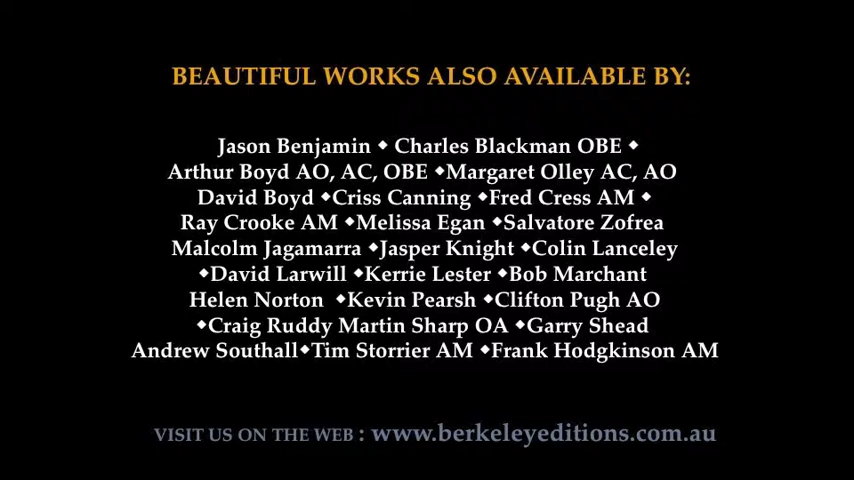 BEAUTIFUL WORKS ALSO AVAILABLE BY:
Jason Benjamin ◆ Charles Blackman OBE ◆
Arthur Boyd AO, AC, OBE ◆Margaret Olley AC, AO
David Boyd ◆Criss Canning ◆Fred Cress AM ◆
Ray Crooke AM ◆Melissa Egan ◆Salvatore Zofrea
Malcolm Jagamarra ◆Jasper Knight ◆Colin Lanceley
◆David Larwill ◆Kerrie Lester ◆Bob Marchant
Helen Norton ◆Kevin Pearsh ◆Clifton Pugh AO
◆Craig Ruddy Martin Sharp OA ◆Garry Shead
Andrew Southall◆Tim Storrier AM ◆Frank Hodgkinson AM
VISIT US ON THE WEB : www.berkeleyeditions.com.au